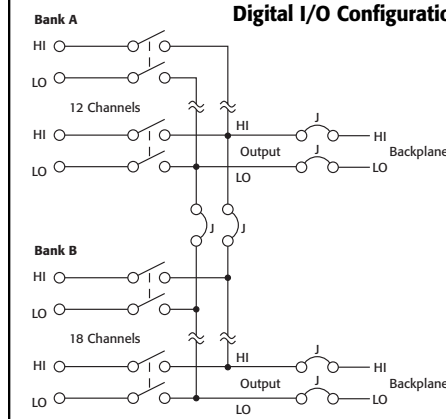 Digital I/O Configuratio
Bank A
HI
LO
12 Channels
HI
HI
J
HI
Output
J
Backplane
LO
LO
LO
J
J
Bank B
HI
LO
18 Channels
HI
HI
J
HI
Output
J
Backplane
LO
LO
LO